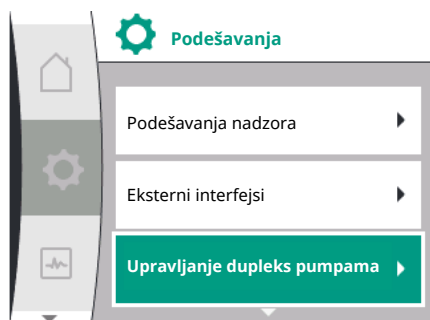 Podešavanja
Podešavanja nadzora
Eksterni interfejsi
Upravljanje dupleks pumpama